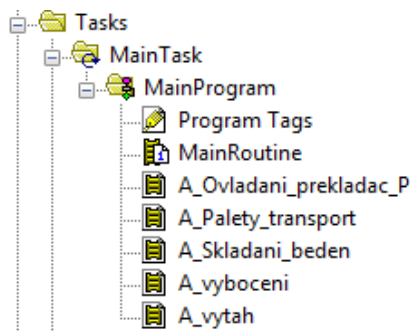 Tasks
MainTask
MainProgram
Program Tags
MainRoutine
A_Ovladani_prekladac_P
A_Palety_transport
A_Skladani_beden
A_vyboceni
A_vytah